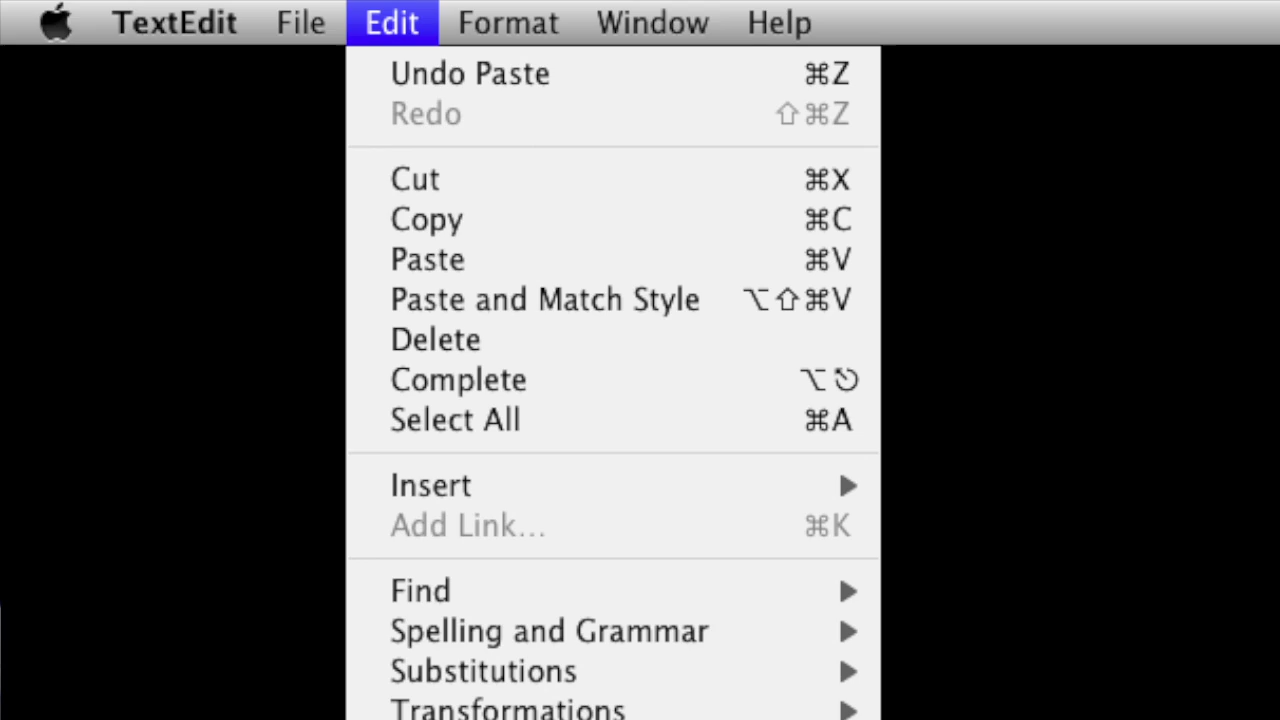 TextEdit File Edit Format Window Help
Undo Paste ⌘Z
Redo ⇧⌘Z
Cut ⌘X
Copy ⌘C
Paste ⌘V
Paste and Match Style ⌥⇧⌘V
Delete
Complete ⌥⎋
Select All ⌘A
Insert ▶
Add Link... ⌘K
Find ▶
Spelling and Grammar ▶
Substitutions ▶
Transformations ▶